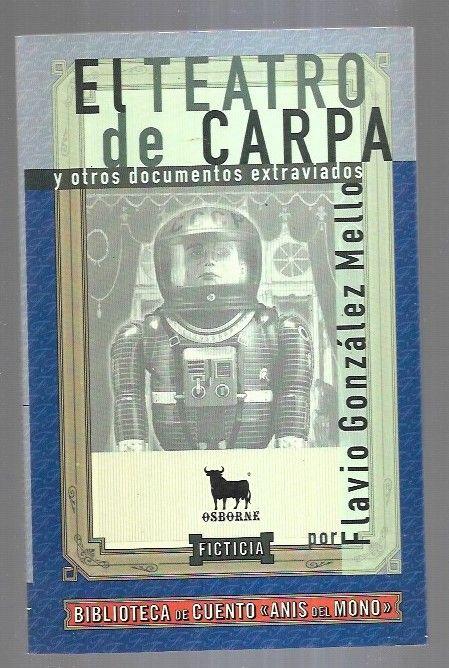 El TEATRO
de CARPA
y otros documentos extraviados
por Flavio González Mello
OSBORNE
FICTICIA
BIBLIOTECA DE CUENTO «ANIS DEL MONO»